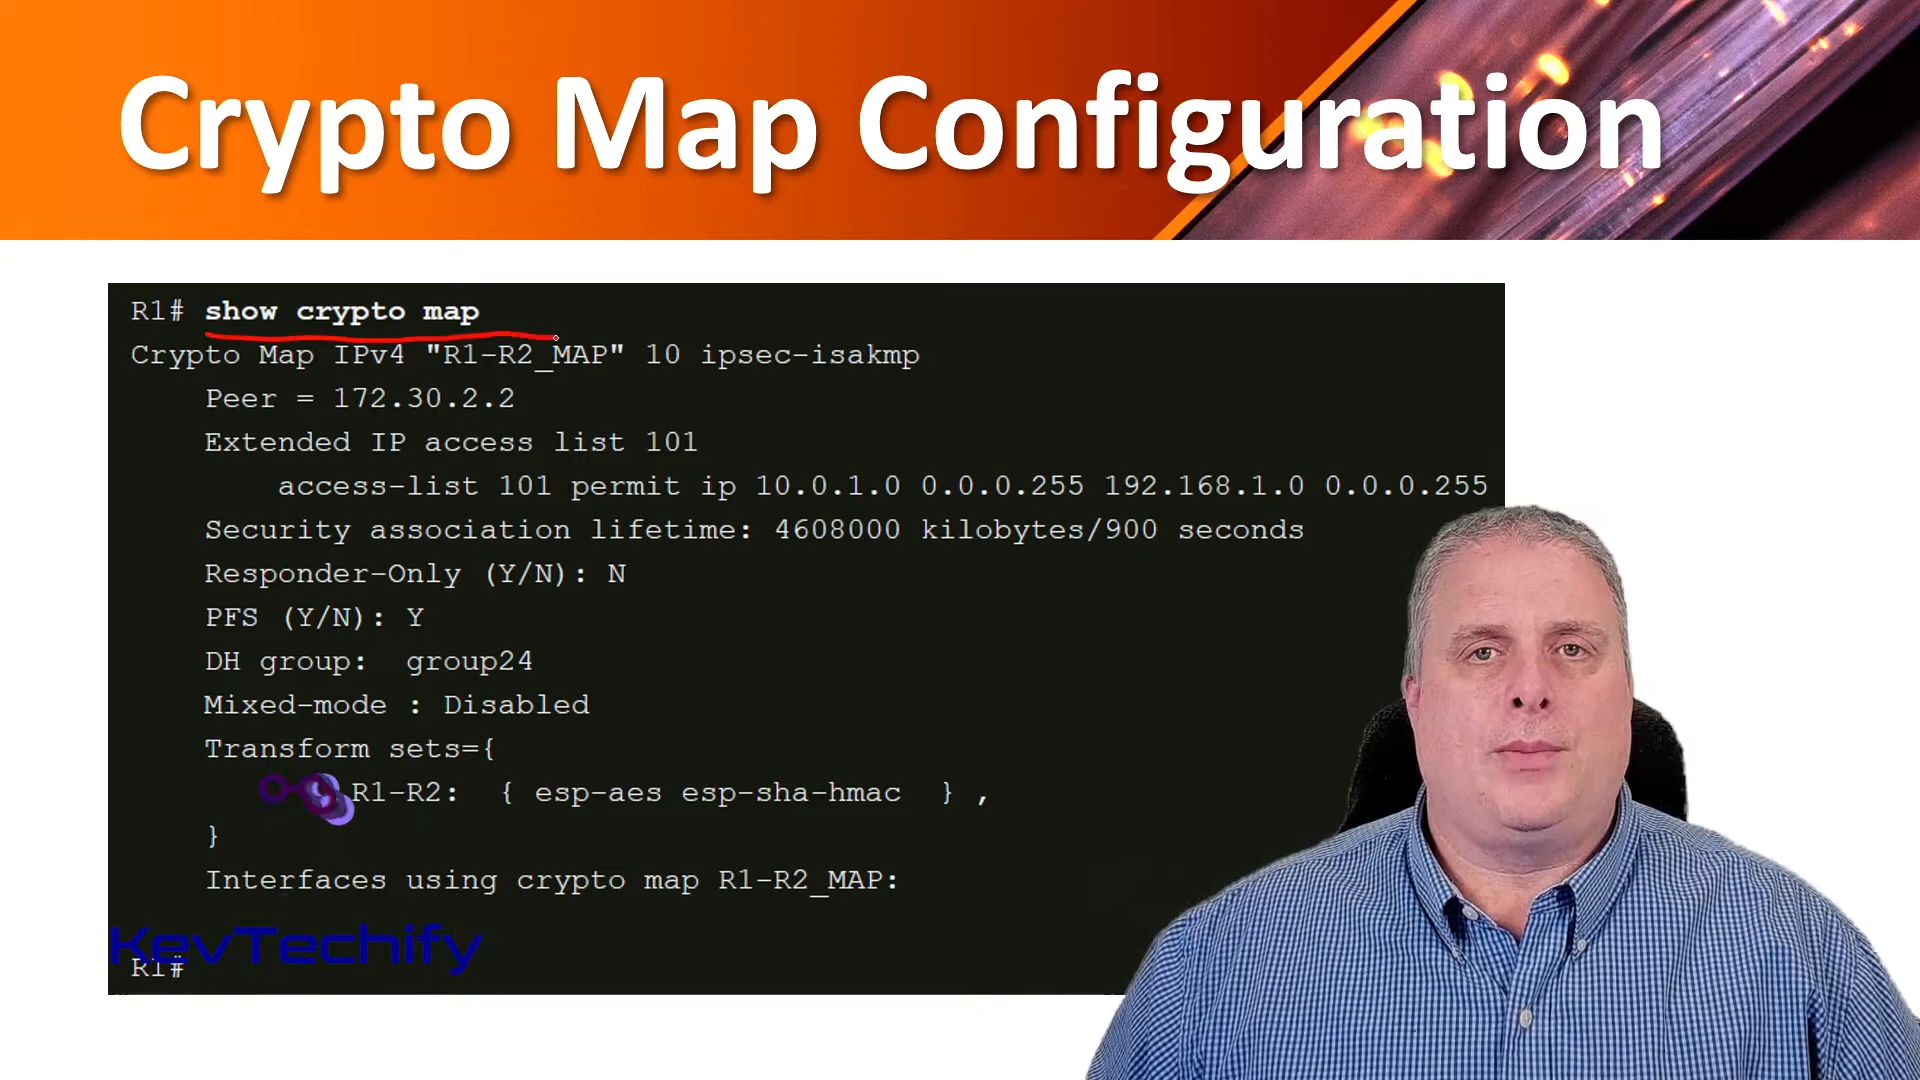 Crypto Map Configuration
R1# show crypto map
Crypto Map IPv4 "R1-R2_MAP" 10 ipsec-isakmp
Peer = 172.30.2.2
Extended IP access list 101
access-list 101 permit ip 10.0.1.0 0.0.0.255 192.168.1.0 0.0.0.255
Security association lifetime: 4608000 kilobytes/900 seconds
Responder-Only (Y/N): N
PFS (Y/N): Y
DH group:  group24
Mixed-mode : Disabled
Transform sets={
R1-R2:  { esp-aes esp-sha-hmac  } ,
}
Interfaces using crypto map R1-R2_MAP:
KevTechify
R1#